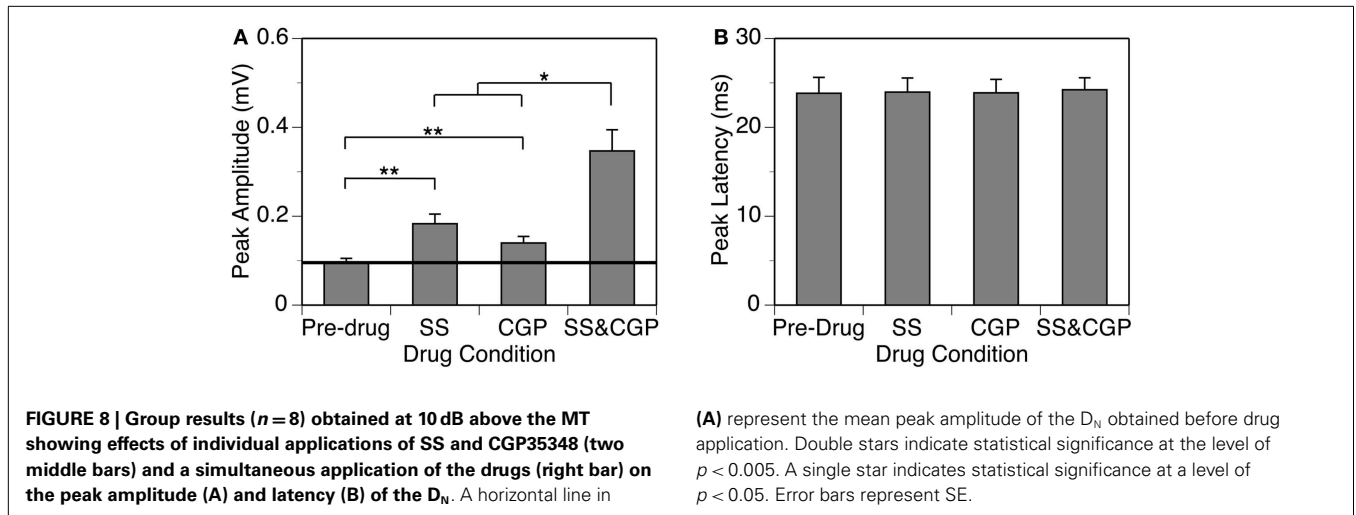 A
0.6
0.4
0.2
0
Peak Amplitude (mV)
*
**
**
Pre-drug SS CGP SS&CGP
Drug Condition
B
30
20
10
0
Peak Latency (ms)
Pre-Drug SS CGP SS&CGP
Drug Condition
FIGURE 8 | Group results (n = 8) obtained at 10 dB above the MT
showing effects of individual applications of SS and CGP35348 (two
middle bars) and a simultaneous application of the drugs (right bar) on
the peak amplitude (A) and latency (B) of the D_N. A horizontal line in
(A) represent the mean peak amplitude of the D_N obtained before drug
application. Double stars indicate statistical significance at the level of
p < 0.005. A single star indicates statistical significance at a level of
p < 0.05. Error bars represent SE.